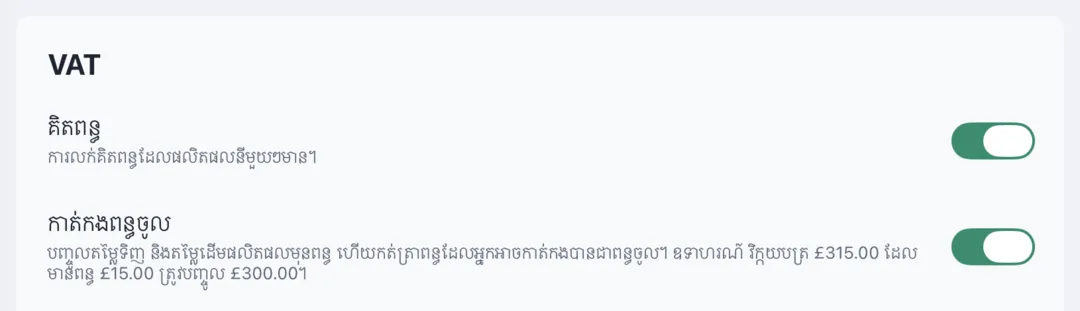 VAT
គិតពន្ធ
ការលក់គិតពន្ធដែលផលិតផលនីមួយៗមាន។
កាត់កងពន្ធចូល
បញ្ចូលតម្លៃទិញ និងតម្លៃដើមផលិតផលមុនពន្ធ ហើយកត់ត្រាពន្ធដែលអ្នកអាចកាត់កងបានជាពន្ធចូល។ ឧទាហរណ៍ វិក្កយបត្រ £315.00 ដែល
មានពន្ធ £15.00 ត្រូវបញ្ចូល £300.00។